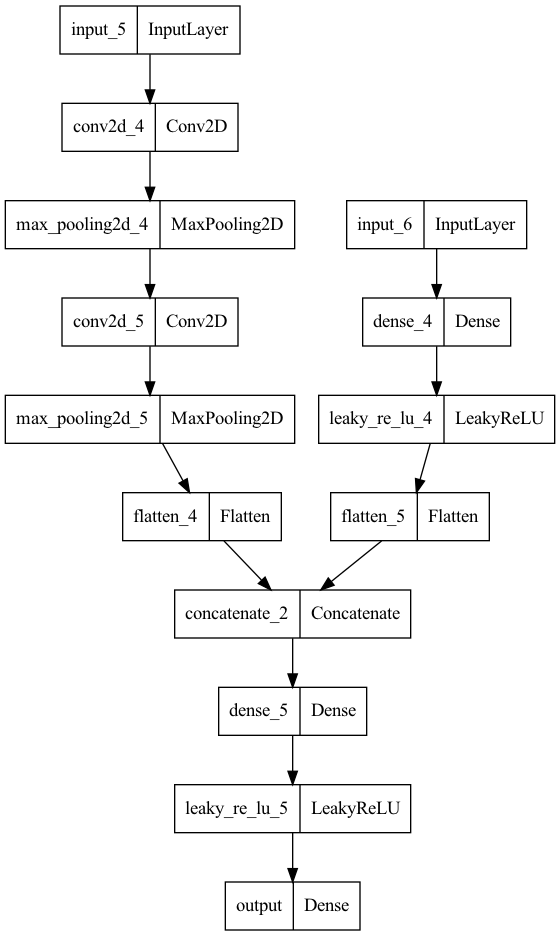 input_5 InputLayer
conv2d_4 Conv2D
max_pooling2d_4 MaxPooling2D
input_6 InputLayer
conv2d_5 Conv2D
dense_4 Dense
max_pooling2d_5 MaxPooling2D
leaky_re_lu_4 LeakyReLU
flatten_4 Flatten
flatten_5 Flatten
concatenate_2 Concatenate
dense_5 Dense
leaky_re_lu_5 LeakyReLU
output Dense